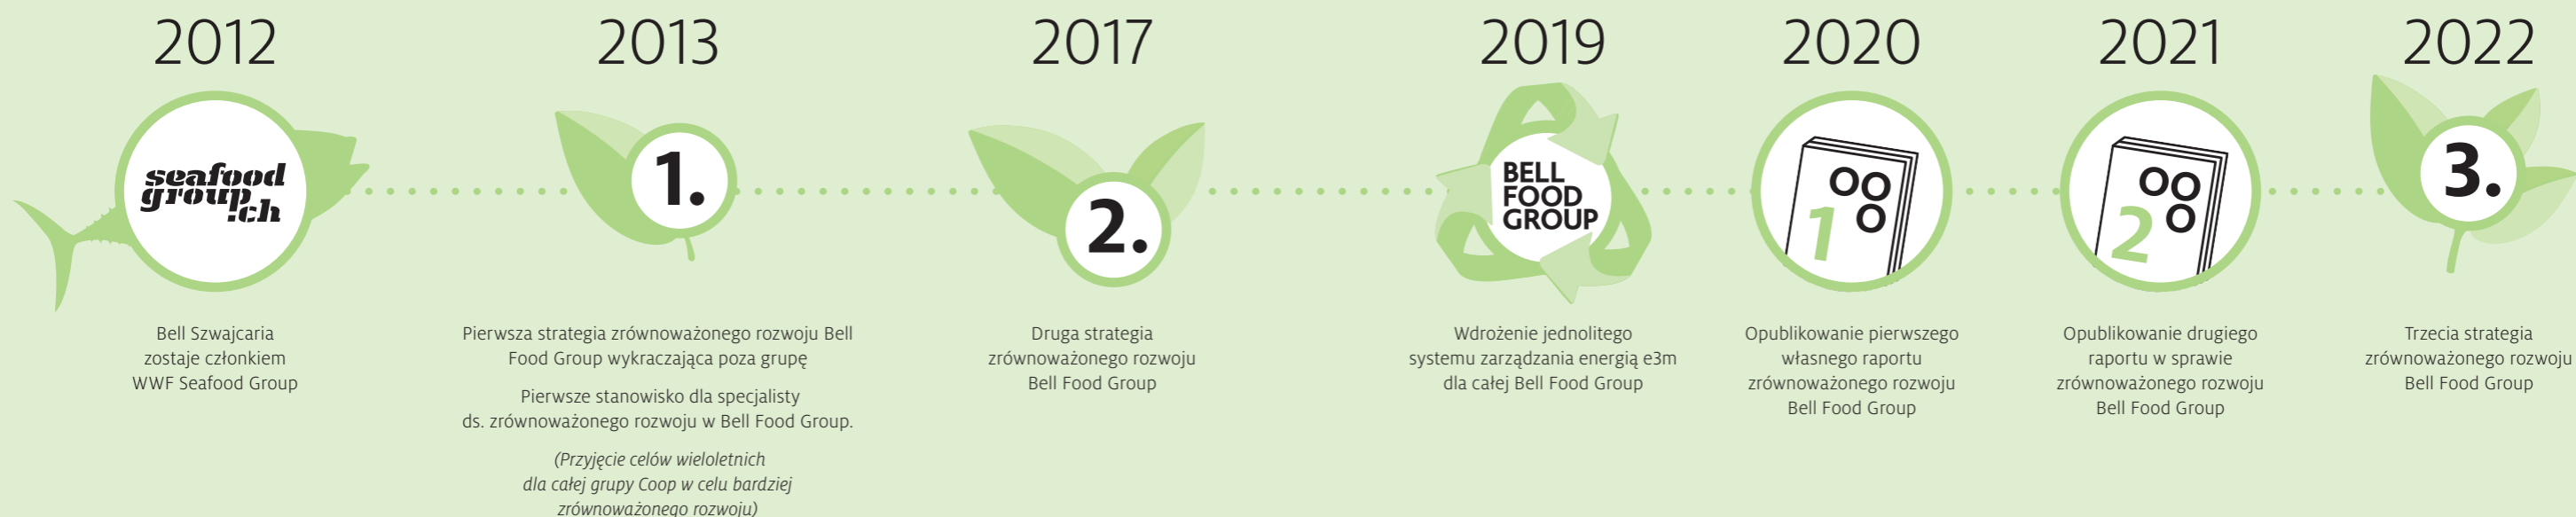 2012
seafood
group
.ch
Bell Szwajcaria
zostaje członkiem
WWF Seafood Group
2013
1.
Pierwsza strategia zrównoważonego rozwoju Bell
Food Group wykraczająca poza grupę
Pierwsze stanowisko dla specjalisty
ds. zrównoważonego rozwoju w Bell Food Group.
(Przyjęcie celów wieloletnich
dla całej grupy Coop w celu bardziej
zrównoważonego rozwoju)
2017
2.
Druga strategia
zrównoważonego rozwoju
Bell Food Group
2019
BELL
FOOD
GROUP
Wdrożenie jednolitego
systemu zarządzania energią e3m
dla całej Bell Food Group
2020
1
Opublikowanie pierwszego
własnego raportu
zrównoważonego rozwoju
Bell Food Group
2021
2
Opublikowanie drugiego
raportu w sprawie
zrównoważonego rozwoju
Bell Food Group
2022
3.
Trzecia strategia
zrównoważonego rozwoju
Bell Food Group